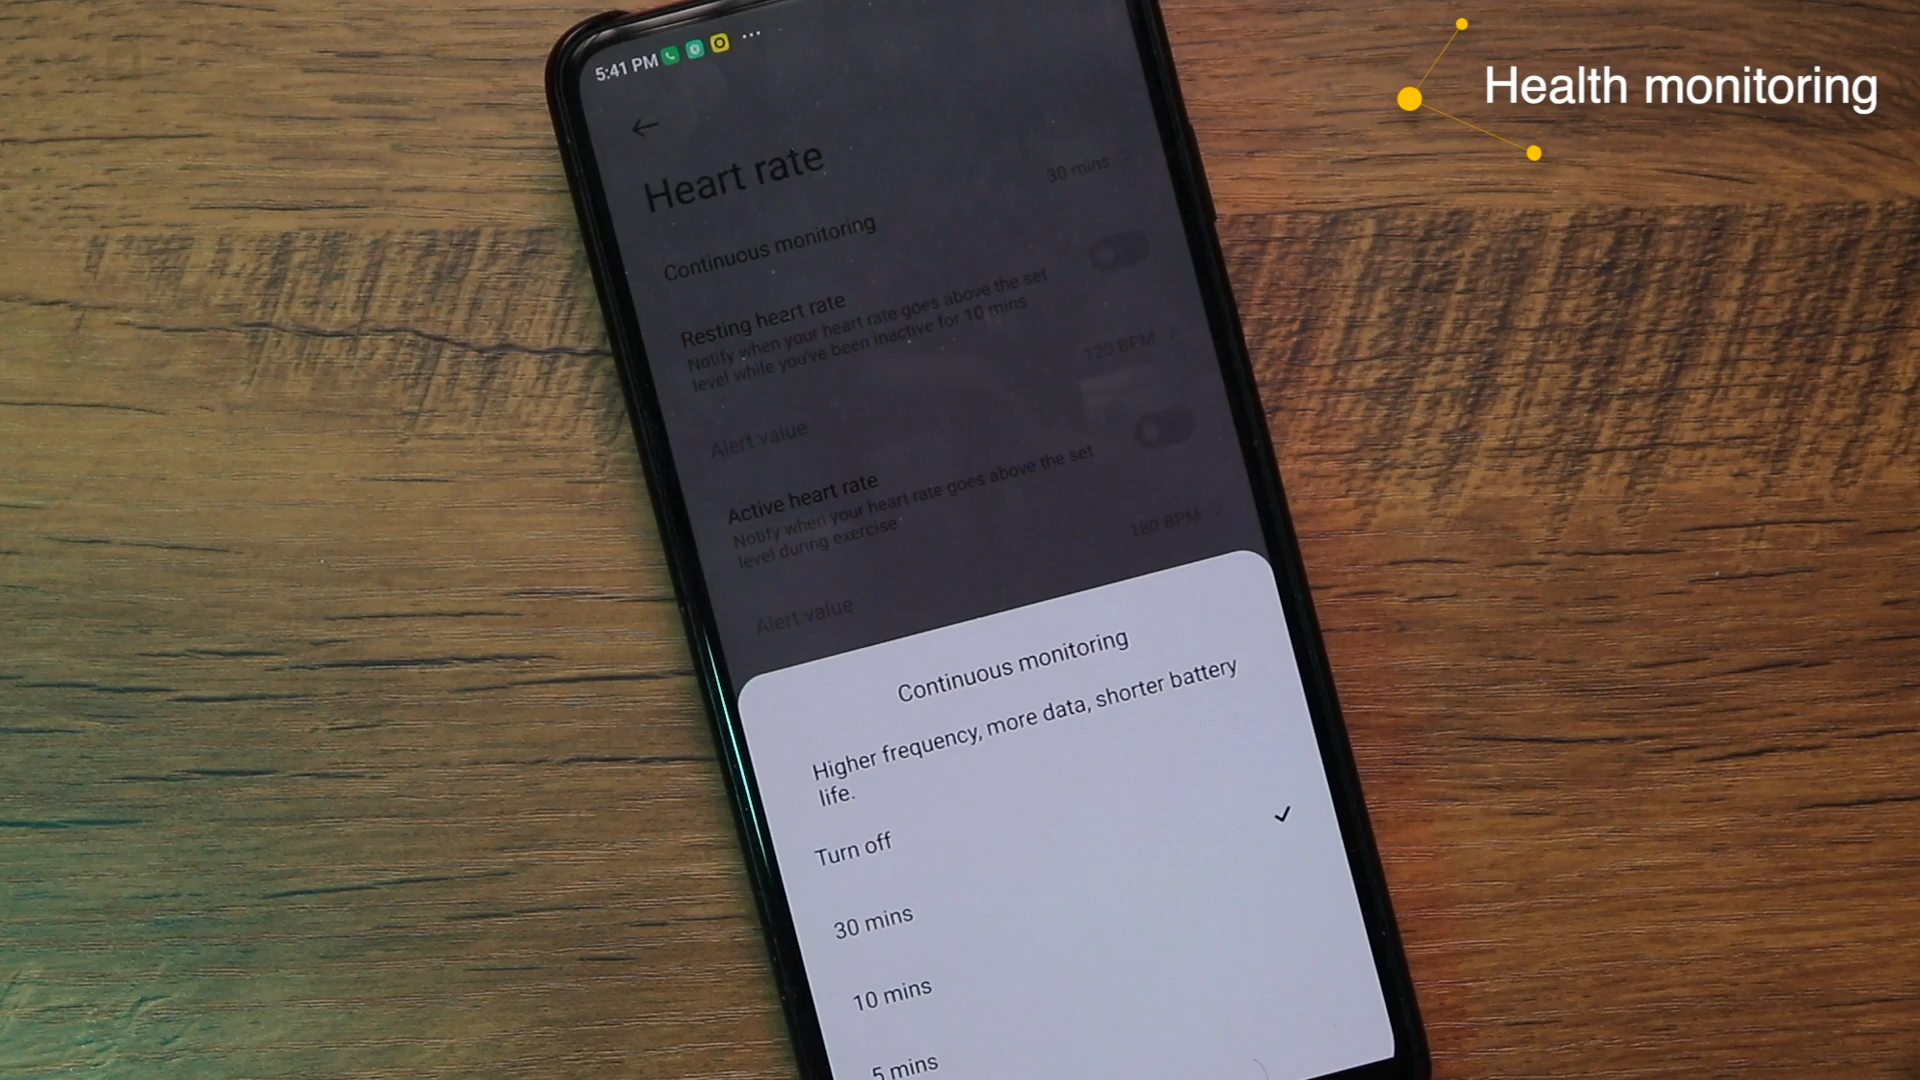 Health monitoring
5:41 PM
Heart rate
Continuous monitoring
30 mins
Resting heart rate
Notify when your heart rate goes above the set
level while you've been inactive for 10 mins
Alert value
120 BPM
Active heart rate
Notify when your heart rate goes above the set
level during exercise
Alert value
180 BPM
Continuous monitoring
Higher frequency, more data, shorter battery
life.
Turn off
30 mins
10 mins
5 mins